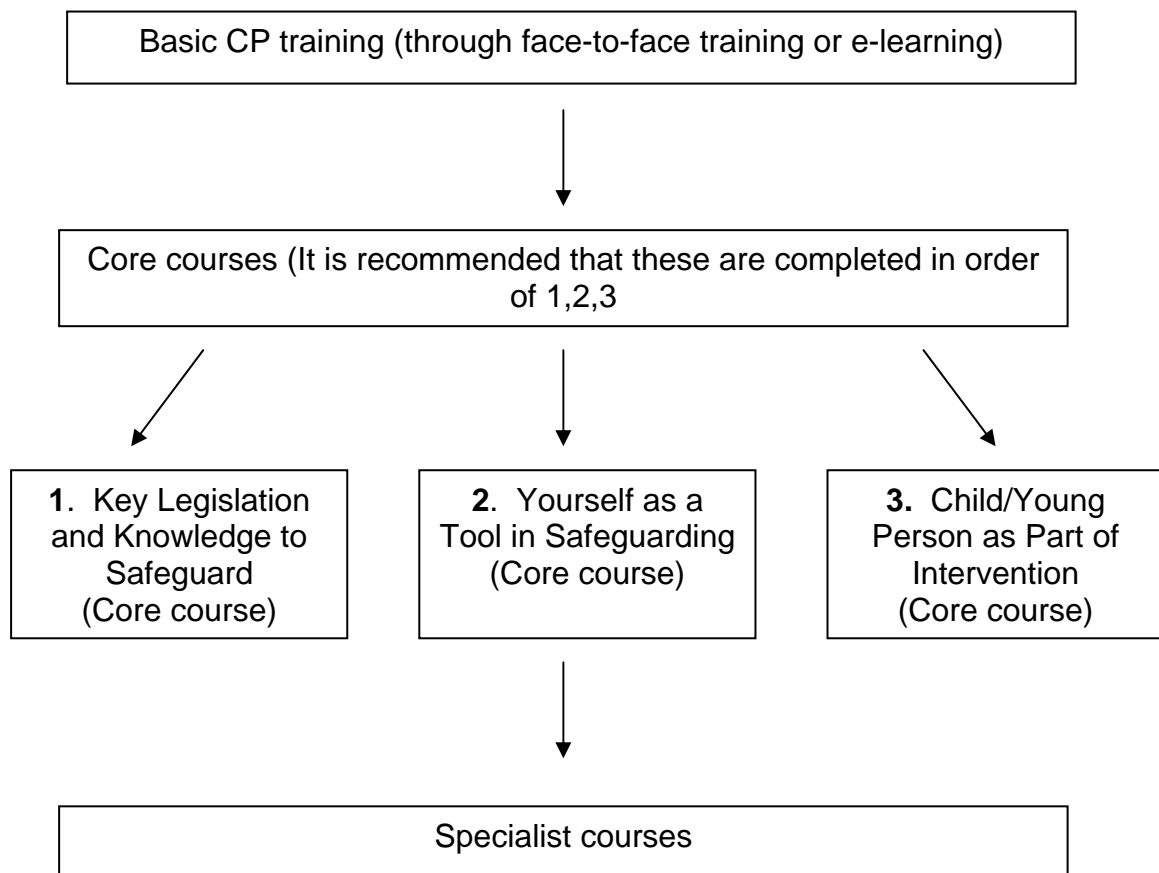 Basic CP training (through face-to-face training or e-learning)
Core courses (It is recommended that these are completed in order
of 1,2,3
1.  Key Legislation
and Knowledge to
Safeguard
(Core course)
2.  Yourself as a
Tool in Safeguarding
(Core course)
3.  Child/Young
Person as Part of
Intervention
(Core course)
Specialist courses